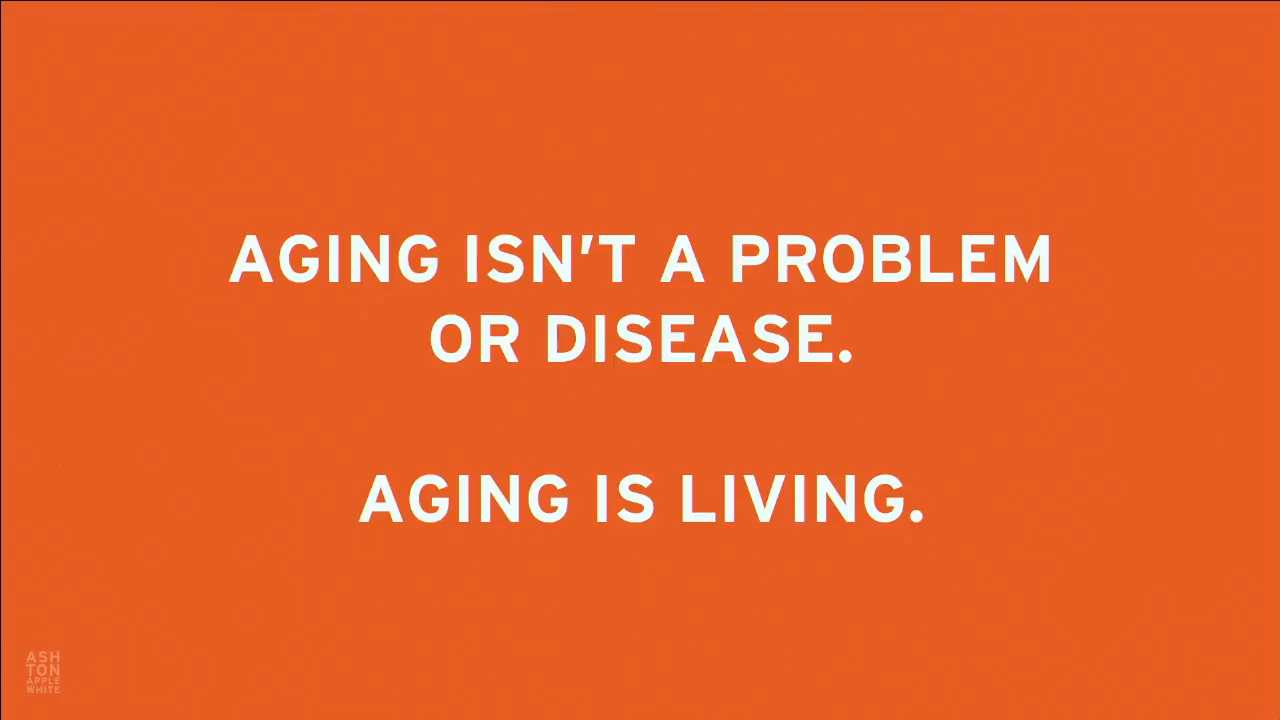 AGING ISN'T A PROBLEM
OR DISEASE.
AGING IS LIVING.
ASH
TON
APPLE
WHITE